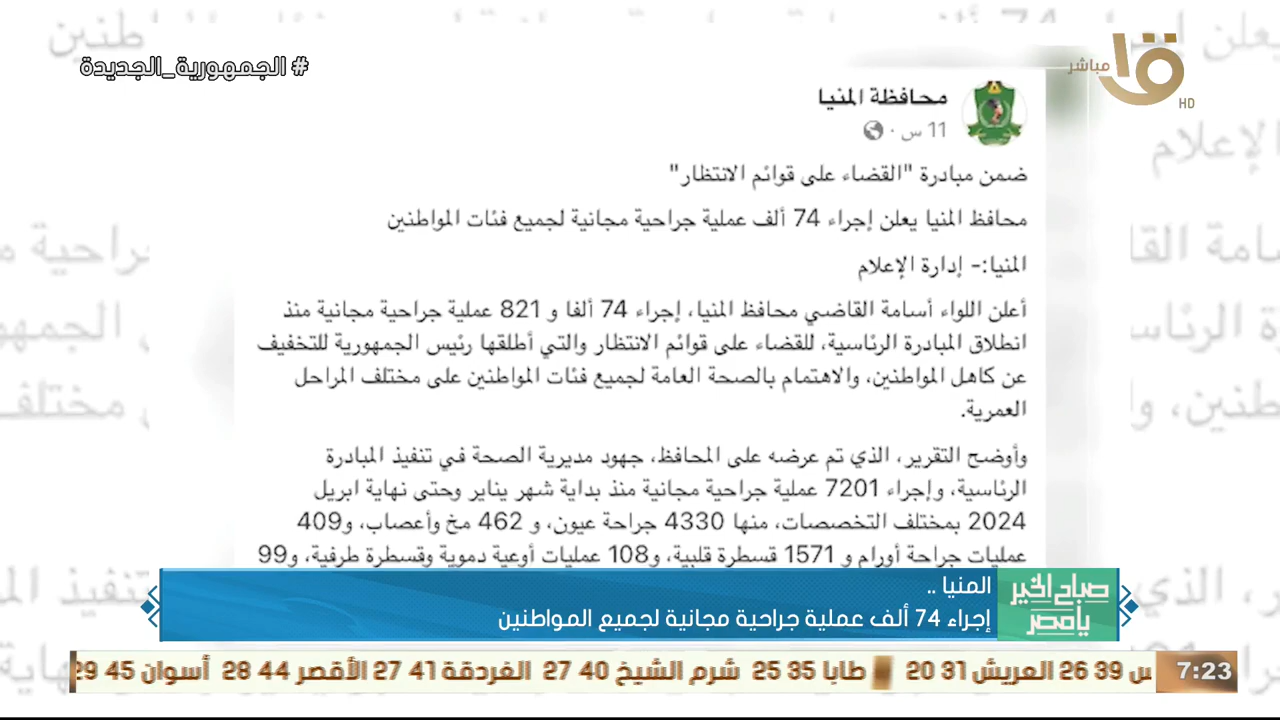 # الجمهورية_الجديدة
مباشر
HD
محافظة المنيا
11 س ·
ضمن مبادرة "القضاء على قوائم الانتظار"
محافظ المنيا يعلن إجراء 74 ألف عملية جراحية مجانية لجميع فئات المواطنين
المنيا:- إدارة الإعلام
أعلن اللواء أسامة القاضي محافظ المنيا، إجراء 74 ألفا و 821 عملية جراحية مجانية منذ
انطلاق المبادرة الرئاسية، للقضاء على قوائم الانتظار والتي أطلقها رئيس الجمهورية للتخفيف
عن كاهل المواطنين، والاهتمام بالصحة العامة لجميع فئات المواطنين على مختلف المراحل
العمرية.
وأوضح التقرير، الذي تم عرضه على المحافظ، جهود مديرية الصحة في تنفيذ المبادرة
الرئاسية، وإجراء 7201 عملية جراحية مجانية منذ بداية شهر يناير وحتى نهاية ابريل
2024 بمختلف التخصصات، منها 4330 جراحة عيون، و 462 مخ وأعصاب، و409
عمليات جراحة أورام و 1571 قسطرة قلبية، و108 عمليات أوعية دموية وقسطرة طرفية، و99
صباح الخير يا مصر
المنيا ..
إجراء 74 ألف عملية جراحية مجانية لجميع المواطنين
7:23
س 39 26 العريش 31 20 طابا 35 25 شرم الشيخ 40 27 الغردقة 41 27 الأقصر 44 28 أسوان 45 29